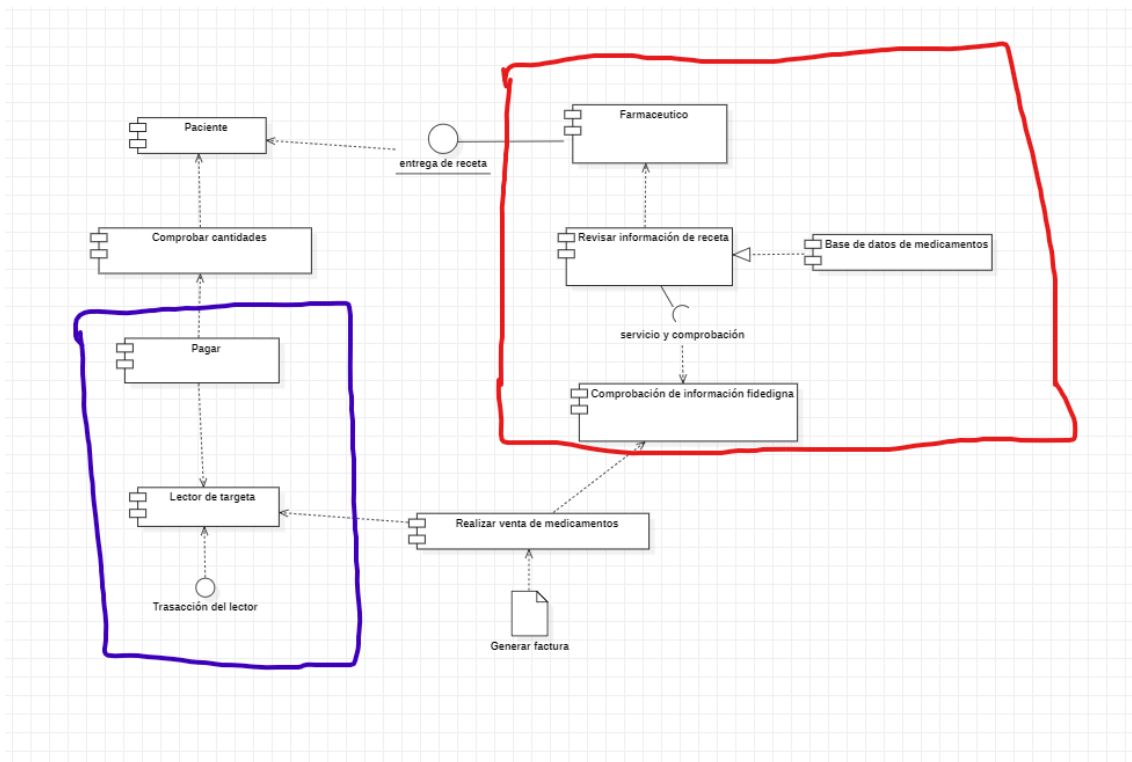 Paciente
Farmaceutico
entrega de receta
Comprobar cantidades
Revisar información de receta
Base de datos de medicamentos
servicio y comprobación
Pagar
Comprobación de información fidedigna
Lector de targeta
Realizar venta de medicamentos
Trasacción del lector
Generar factura